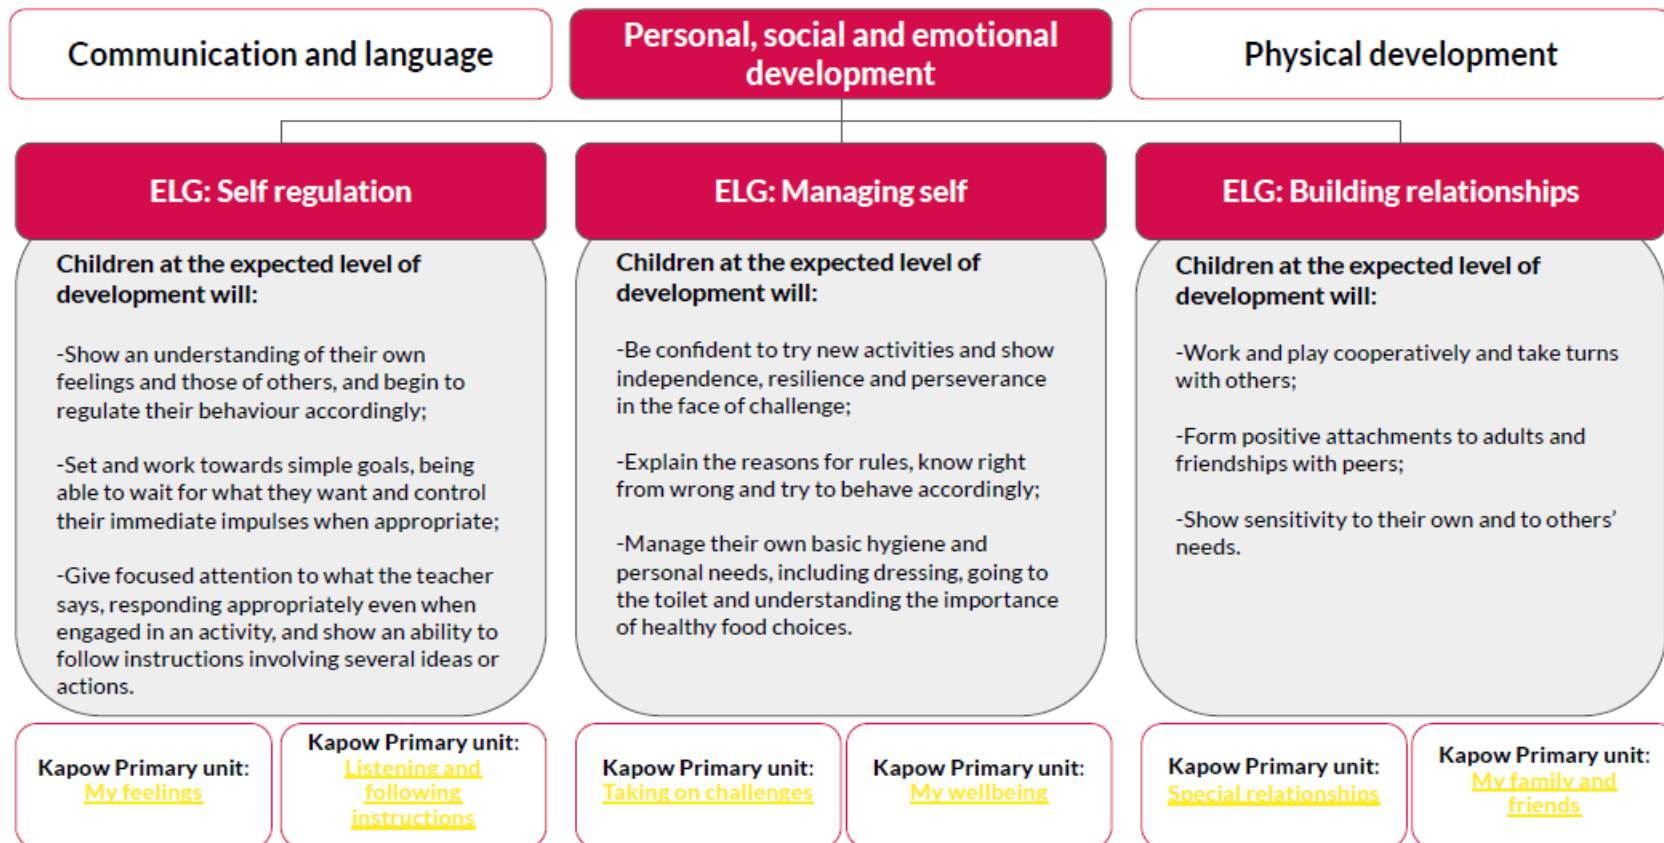 Communication and language
Personal, social and emotional
development
Physical development
ELG: Self regulation
Children at the expected level of
development will:
-Show an understanding of their own
feelings and those of others, and begin to
regulate their behaviour accordingly;
-Set and work towards simple goals, being
able to wait for what they want and control
their immediate impulses when appropriate;
-Give focused attention to what the teacher
says, responding appropriately even when
engaged in an activity, and show an ability to
follow instructions involving several ideas or
actions.
Kapow Primary unit:
My feelings
Kapow Primary unit:
Listening and
following
instructions
ELG: Managing self
Children at the expected level of
development will:
-Be confident to try new activities and show
independence, resilience and perseverance
in the face of challenge;
-Explain the reasons for rules, know right
from wrong and try to behave accordingly;
-Manage their own basic hygiene and
personal needs, including dressing, going to
the toilet and understanding the importance
of healthy food choices.
Kapow Primary unit:
Taking on challenges
Kapow Primary unit:
My wellbeing
ELG: Building relationships
Children at the expected level of
development will:
-Work and play cooperatively and take turns
with others;
-Form positive attachments to adults and
friendships with peers;
-Show sensitivity to their own and to others’
needs.
Kapow Primary unit:
Special relationships
Kapow Primary unit:
My family and
friends